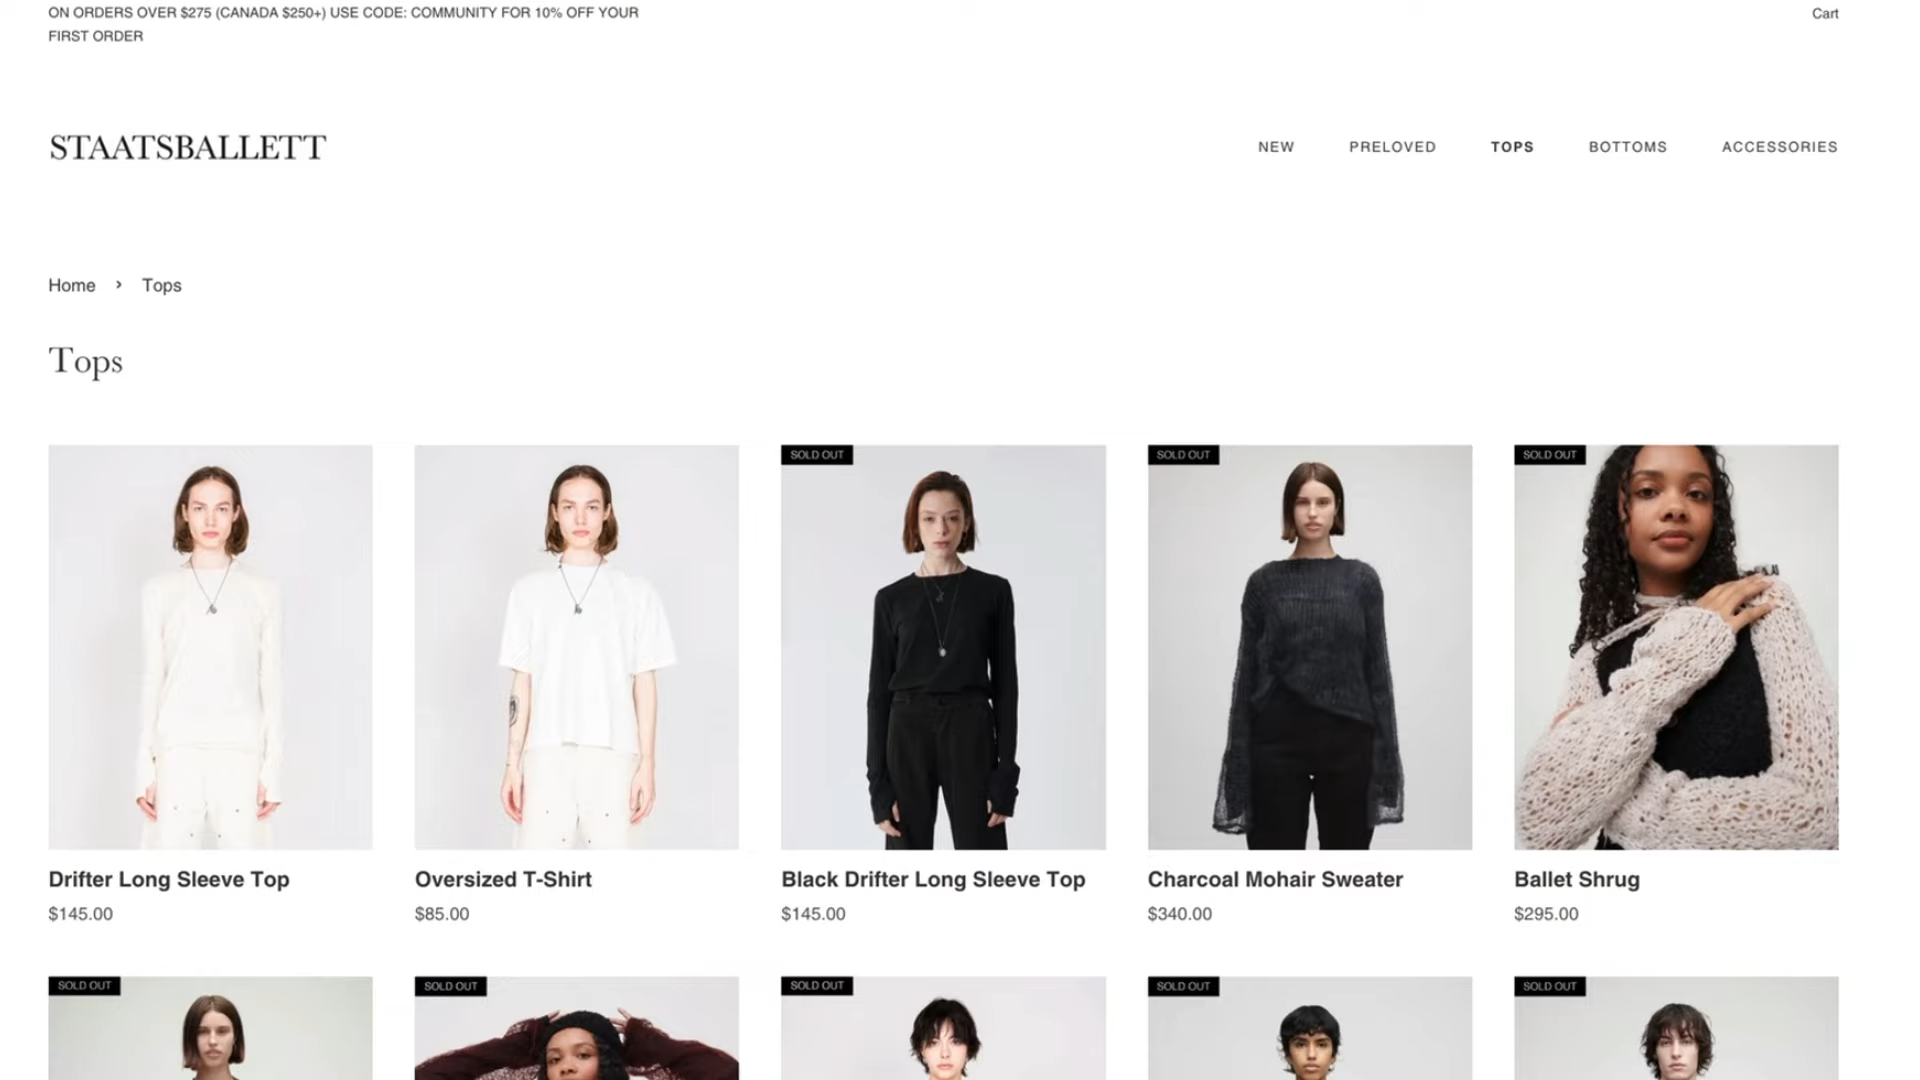 ON ORDERS OVER $275 (CANADA $250+) USE CODE: COMMUNITY FOR 10% OFF YOUR
FIRST ORDER
Cart
STAATSBALLETT
NEW PRELOVED TOPS BOTTOMS ACCESSORIES
Home › Tops
Tops
SOLD OUT
SOLD OUT
SOLD OUT
Drifter Long Sleeve Top
$145.00
Oversized T-Shirt
$85.00
Black Drifter Long Sleeve Top
$145.00
Charcoal Mohair Sweater
$340.00
Ballet Shrug
$295.00
SOLD OUT
SOLD OUT
SOLD OUT
SOLD OUT
SOLD OUT